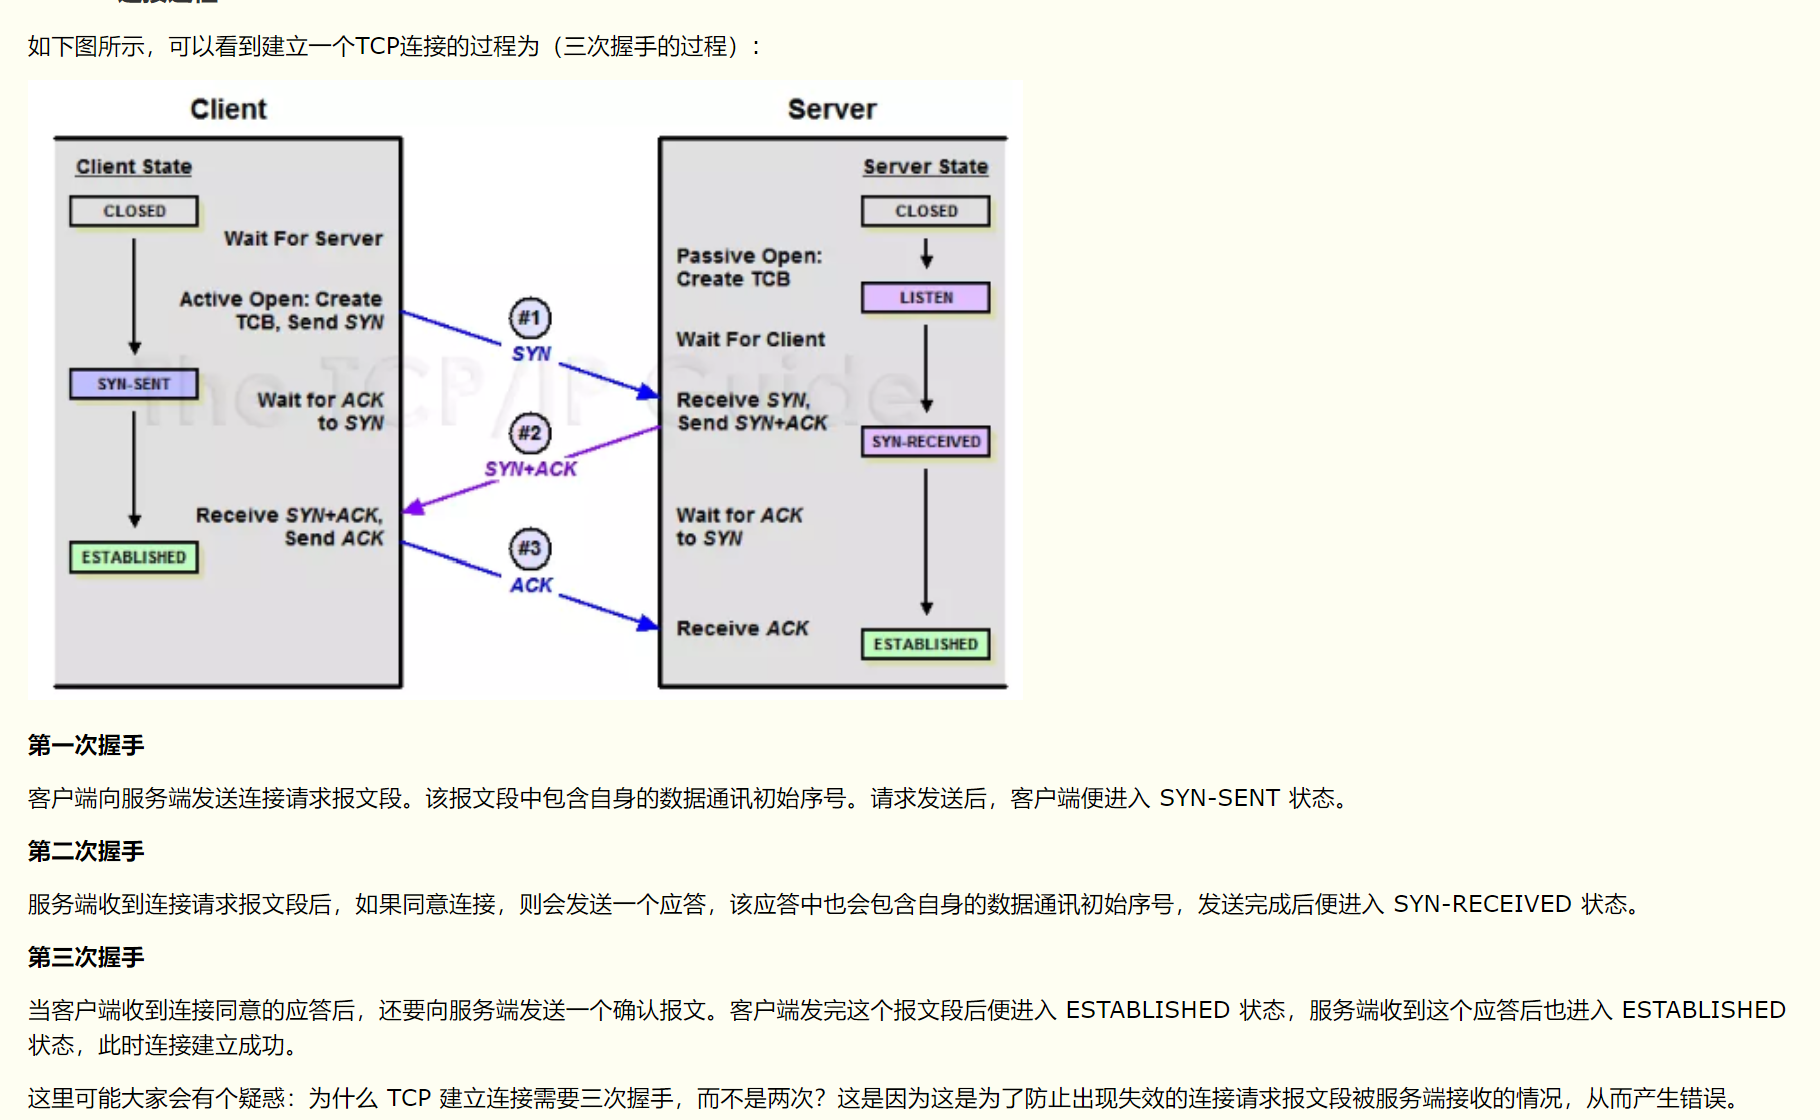 如下图所示，可以看到建立一个TCP连接的过程为（三次握手的过程）：
Client
Server
Client State
Server State
CLOSED
CLOSED
Wait For Server
Passive Open:
Create TCB
Active Open: Create
TCB, Send SYN
LISTEN
#1
SYN
Wait For Client
The TCP/IP Guide
SYN-SENT
Wait for ACK
to SYN
Receive SYN,
Send SYN+ACK
#2
SYN+ACK
SYN-RECEIVED
Receive SYN+ACK,
Send ACK
Wait for ACK
to SYN
#3
ACK
ESTABLISHED
Receive ACK
ESTABLISHED
第一次握手
客户端向服务端发送连接请求报文段。该报文段中包含自身的数据通讯初始序号。请求发送后，客户端便进入 SYN-SENT 状态。
第二次握手
服务端收到连接请求报文段后，如果同意连接，则会发送一个应答，该应答中也会包含自身的数据通讯初始序号，发送完成后便进入 SYN-RECEIVED 状态。
第三次握手
当客户端收到连接同意的应答后，还要向服务端发送一个确认报文。客户端发完这个报文段后便进入 ESTABLISHED 状态，服务端收到这个应答后也进入 ESTABLISHED
状态，此时连接建立成功。
这里可能大家会有个疑惑：为什么 TCP 建立连接需要三次握手，而不是两次？这是因为这是为了防止出现失效的连接请求报文段被服务端接收的情况，从而产生错误。